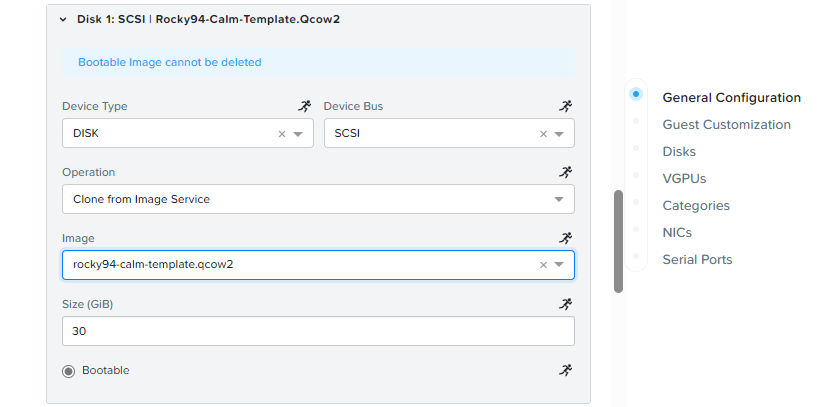 Disk 1: SCSI | Rocky94-Calm-Template.Qcow2
Bootable Image cannot be deleted
Device Type
Device Bus
DISK
SCSI
Operation
Clone from Image Service
Image
rocky94-calm-template.qcow2
Size (GiB)
30
Bootable
General Configuration
Guest Customization
Disks
VGPUs
Categories
NICs
Serial Ports